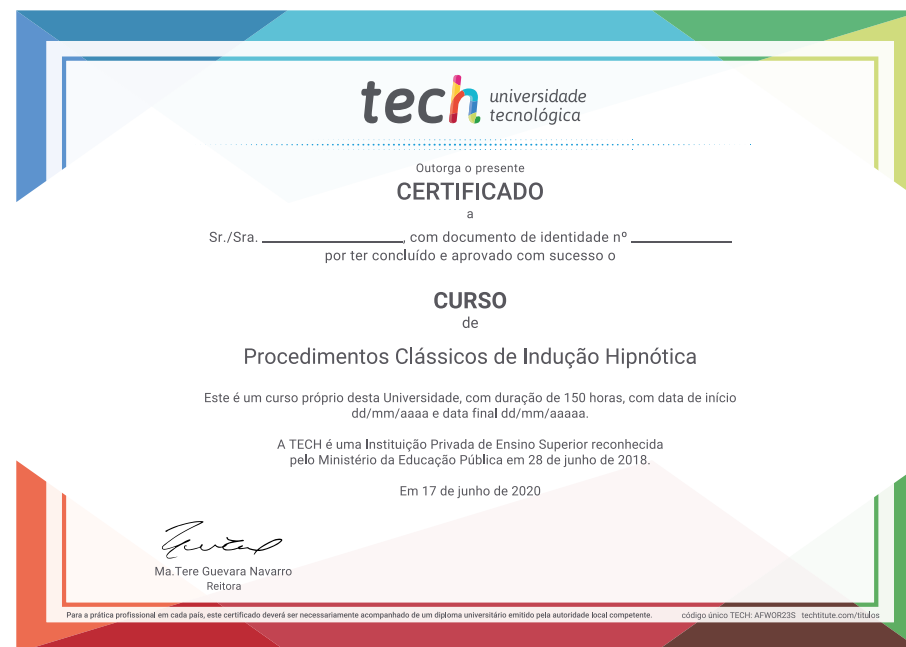 tech universidade
tecnológica
Outorga o presente
CERTIFICADO
a
Sr./Sra. ____________, com documento de identidade nº ____________
por ter concluído e aprovado com sucesso o
CURSO
de
Procedimentos Clássicos de Indução Hipnótica
Este é um curso próprio desta Universidade, com duração de 150 horas, com data de início
dd/mm/aaaa e data final dd/mm/aaaaa.
A TECH é uma Instituição Privada de Ensino Superior reconhecida
pelo Ministério da Educação Pública em 28 de junho de 2018.
Em 17 de junho de 2020
Ma.Tere Guevara Navarro
Reitora
Para a prática profissional em cada país, este certificado deverá ser necessariamente acompanhado de um diploma universitário emitido pela autoridade local competente. código único TECH: AFWOR23S techtitute.com/titulos